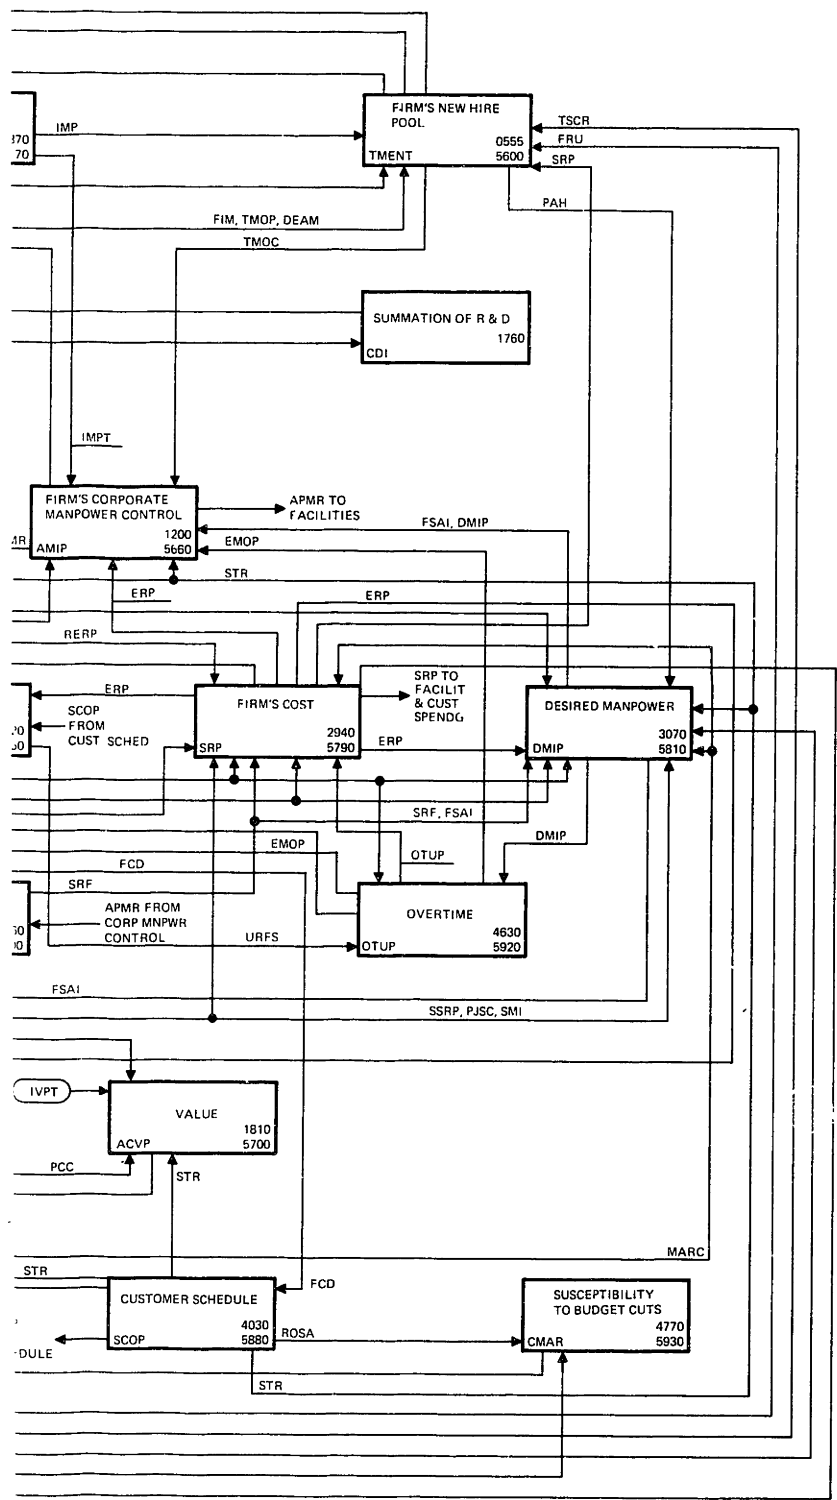 FIRM'S NEW HIRE
POOL
0555
5600
TMENT
IMP
370
70
TSCR
FRU
SRP
PAH
FIM, TMOP, DEAM
TMOC
SUMMATION OF R & D
1760
CDI
IMPT
FIRM'S CORPORATE
MANPOWER CONTROL
1200
5660
AMIP
MR
APMR TO
FACILITIES
FSAI, DMIP
EMOP
STR
ERP
ERP
RERP
ERP
SCOP
FROM
CUST SCHED
FIRM'S COST
2940
5790
SRP
SRP TO
FACILIT
& CUST
SPENDG
ERP
DESIRED MANPOWER
3070
5810
DMIP
SRF, FSAI
EMOP
DMIP
OTUP
FCD
SRF
APMR FROM
CORP MNPWR
CONTROL
URFS
OVERTIME
4630
5920
OTUP
FSAI
SSRP, PJSC, SMI
IVPT
VALUE
1810
5700
ACVP
PCC
STR
MARC
STR
FCD
CUSTOMER SCHEDULE
4030
5880
SCOP
DULE
ROSA
SUSCEPTIBILITY
TO BUDGET CUTS
4770
5930
CMAR
STR